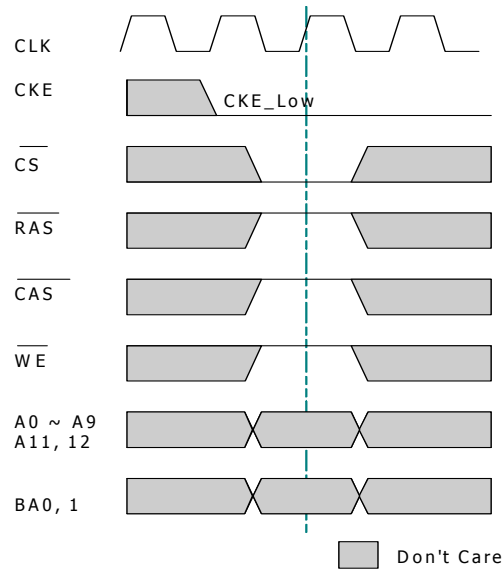 CLK
CKE
CKE_Low
CS
RAS
CAS
WE
A0 ~ A9
A11, 12
BA0, 1
Don't Care